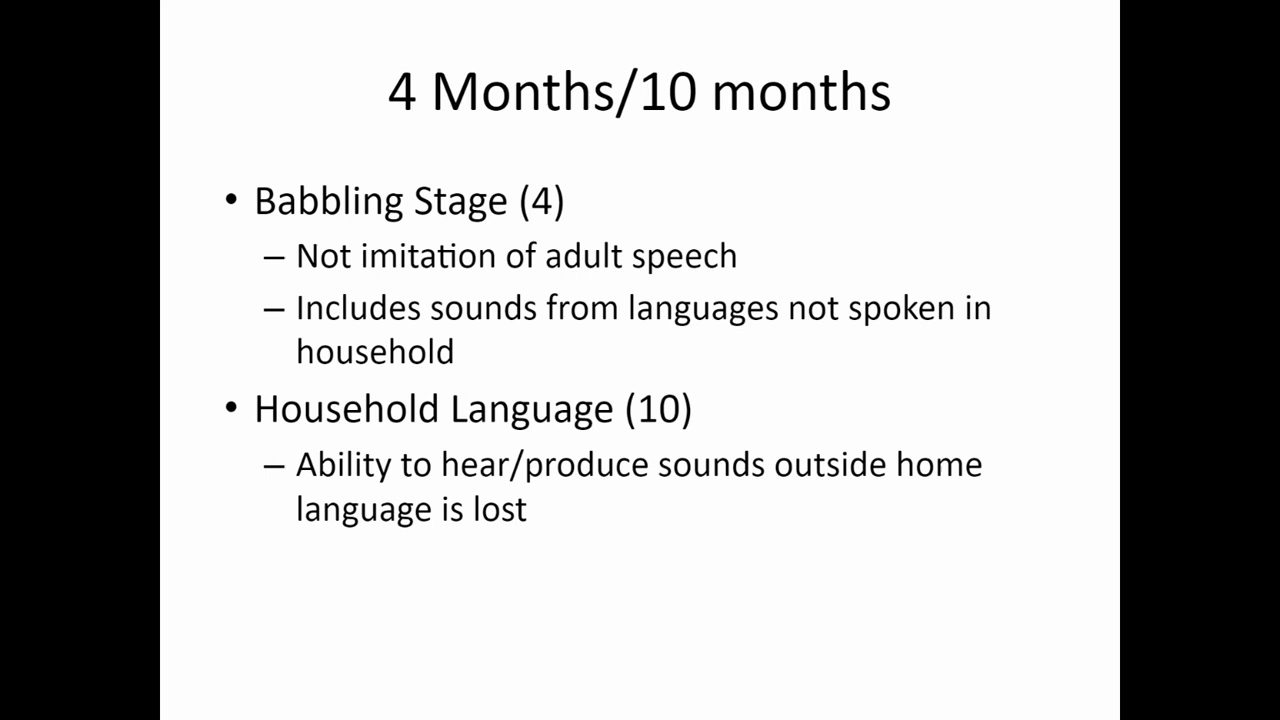 4 Months/10 months
• Babbling Stage (4)
– Not imitation of adult speech
– Includes sounds from languages not spoken in
household
• Household Language (10)
– Ability to hear/produce sounds outside home
language is lost